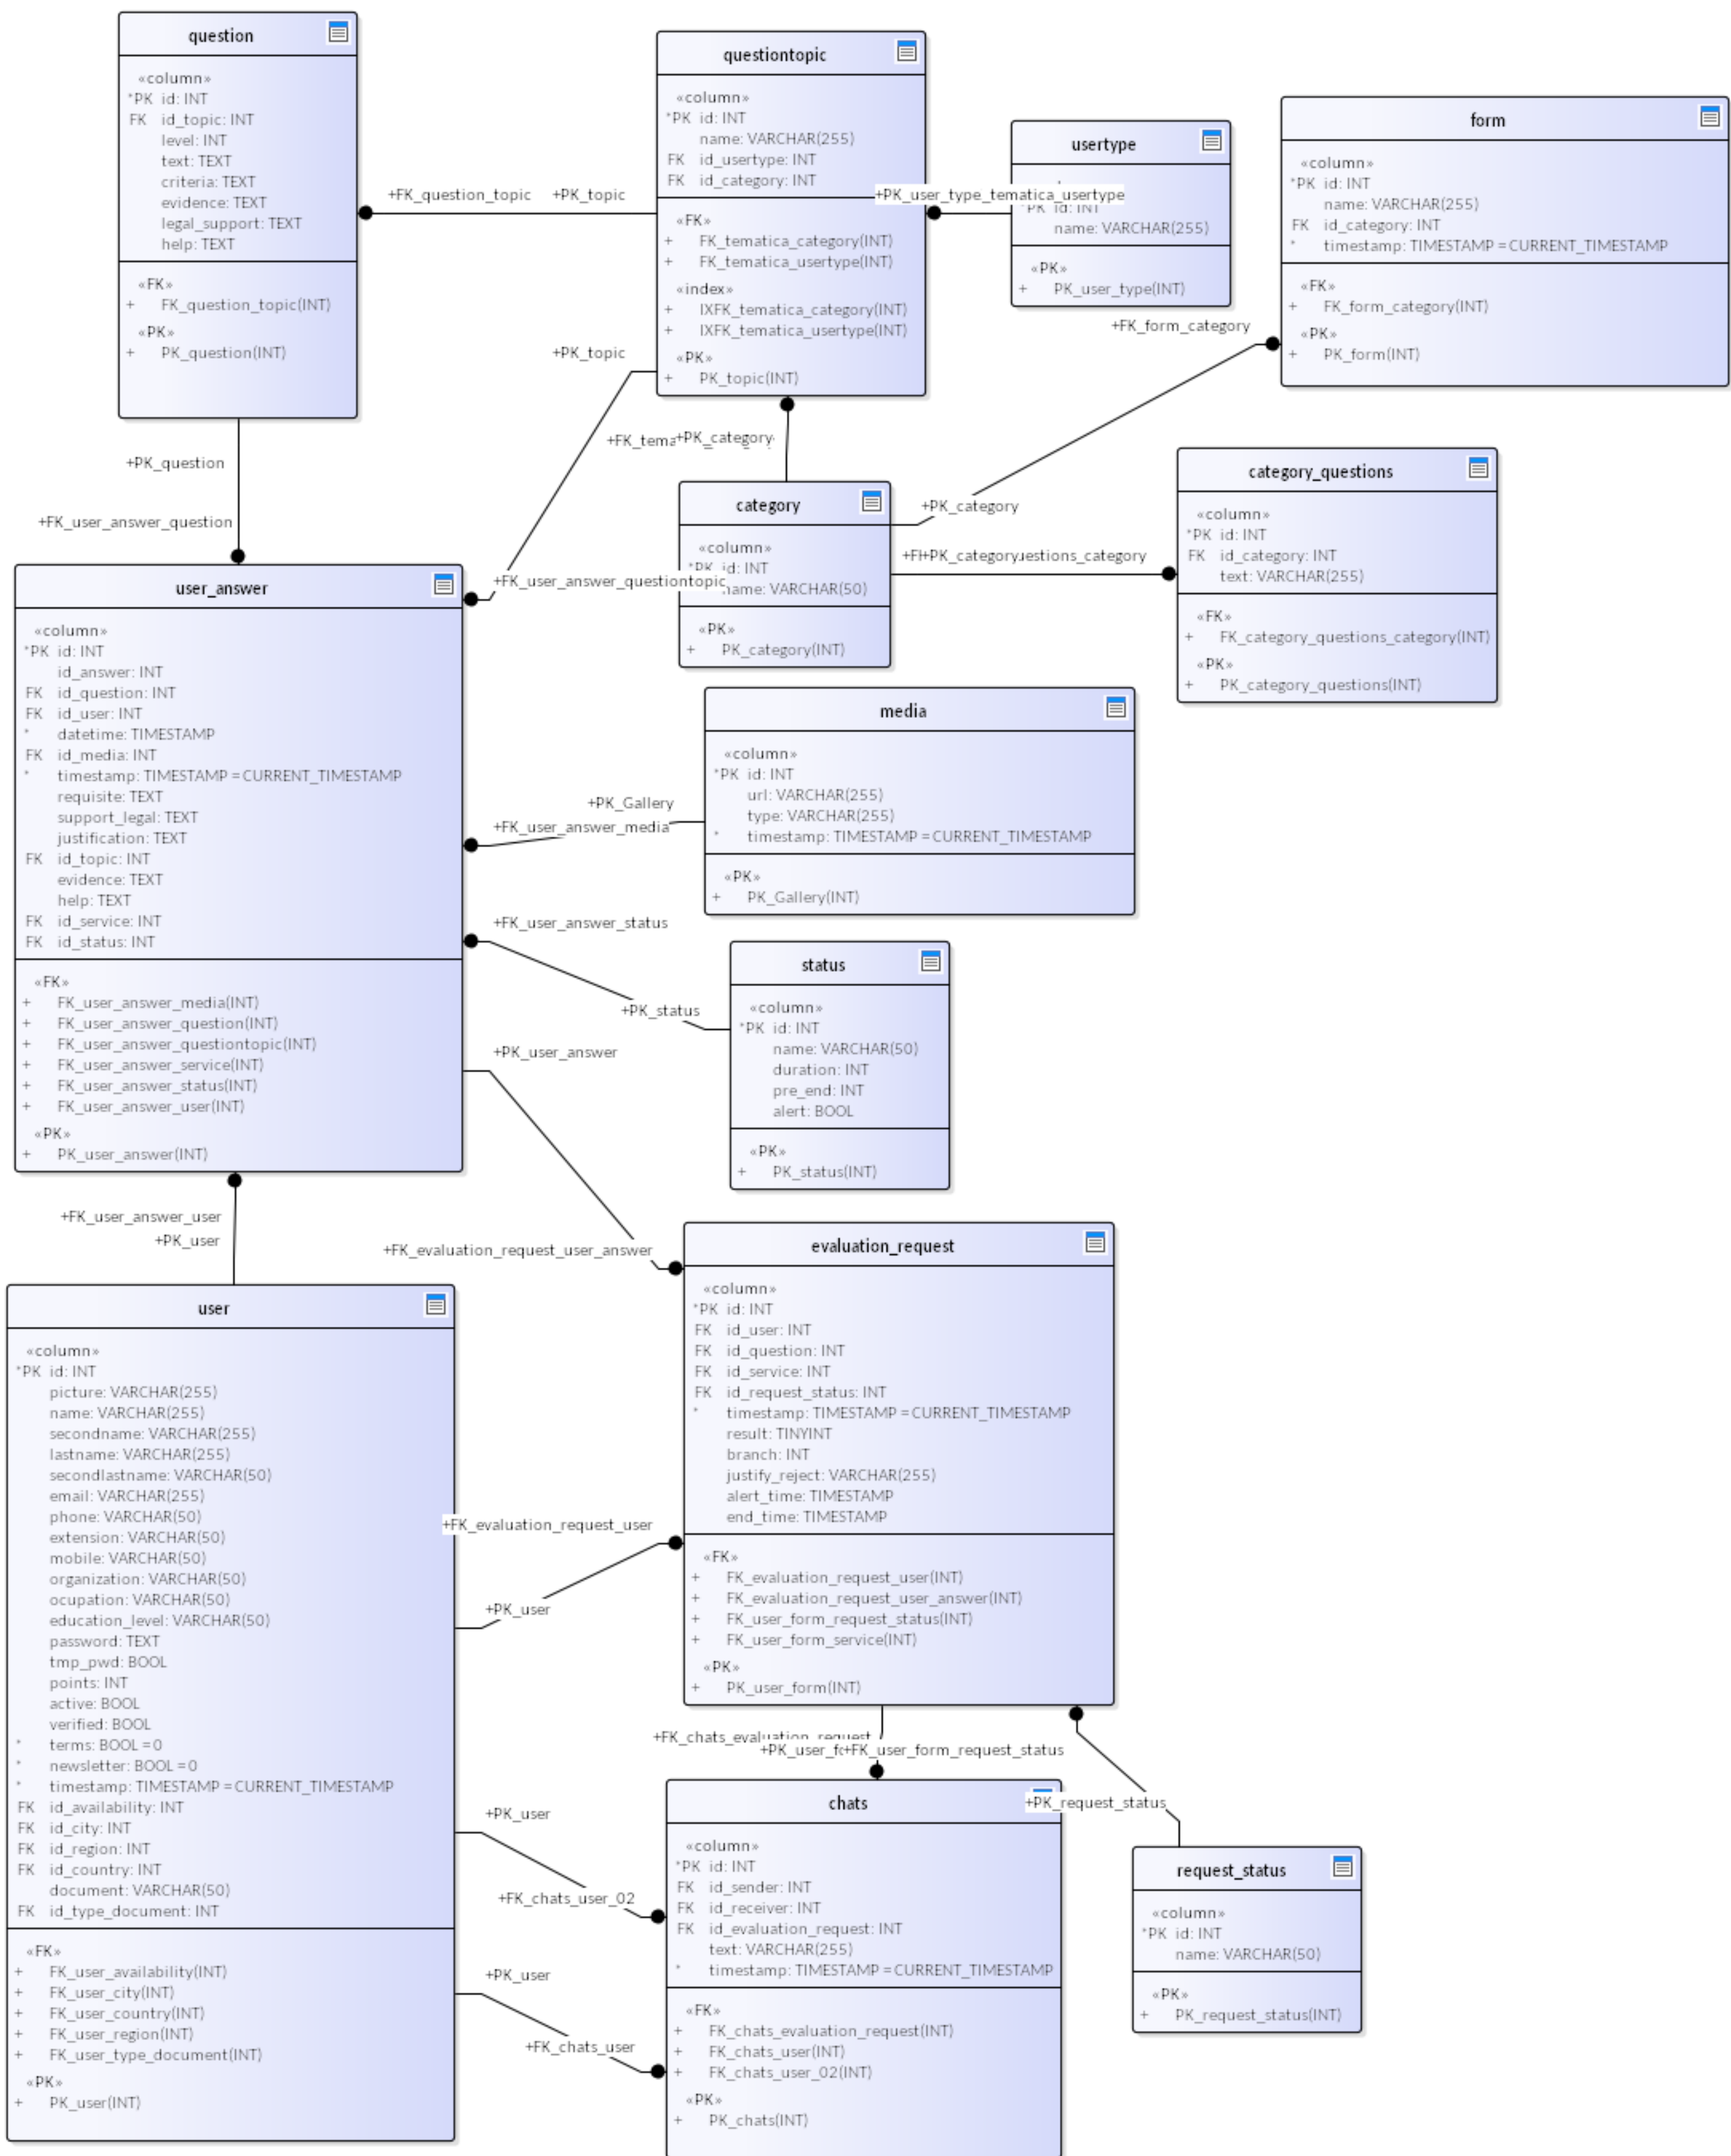 question
«column»
*PK id: INT
FK id_topic: INT
level: INT
text: TEXT
criteria: TEXT
evidence: TEXT
legal_support: TEXT
help: TEXT
«FK»
+ FK_question_topic(INT)
«PK»
+ PK_question(INT)
+FK_question_topic
+PK_topic
questiontopic
«column»
*PK id: INT
name: VARCHAR(255)
FK id_usertype: INT
FK id_category: INT
«FK»
+ FK_tematica_category(INT)
+ FK_tematica_usertype(INT)
«index»
+ IXFK_tematica_category(INT)
+ IXFK_tematica_usertype(INT)
«PK»
+ PK_topic(INT)
usertype
+PK_user_type_tematica_usertype
*PK id: INT
name: VARCHAR(255)
«PK»
+ PK_user_type(INT)
form
«column»
*PK id: INT
name: VARCHAR(255)
FK id_category: INT
* timestamp: TIMESTAMP = CURRENT_TIMESTAMP
«FK»
+ FK_form_category(INT)
«PK»
+ PK_form(INT)
+FK_form_category
+PK_topic
+FK_tema+PK_category
+PK_category
+PK_question
+FK_user_answer_question
+FK_user_answer_questiontopic
category
«column»
*PK id: INT
name: VARCHAR(50)
«PK»
+ PK_category(INT)
+FK+PK_category.uestions_category
category_questions
«column»
*PK id: INT
FK id_category: INT
text: VARCHAR(255)
«FK»
+ FK_category_questions_category(INT)
«PK»
+ PK_category_questions(INT)
user_answer
«column»
*PK id: INT
id_answer: INT
FK id_question: INT
FK id_user: INT
* datetime: TIMESTAMP
FK id_media: INT
* timestamp: TIMESTAMP = CURRENT_TIMESTAMP
requisite: TEXT
support_legal: TEXT
justification: TEXT
FK id_topic: INT
evidence: TEXT
help: TEXT
FK id_service: INT
FK id_status: INT
«FK»
+ FK_user_answer_media(INT)
+ FK_user_answer_question(INT)
+ FK_user_answer_questiontopic(INT)
+ FK_user_answer_service(INT)
+ FK_user_answer_status(INT)
+ FK_user_answer_user(INT)
«PK»
+ PK_user_answer(INT)
media
«column»
*PK id: INT
url: VARCHAR(255)
type: VARCHAR(255)
* timestamp: TIMESTAMP = CURRENT_TIMESTAMP
«PK»
+ PK_Gallery(INT)
+PK_Gallery
+FK_user_answer_media
+FK_user_answer_status
+PK_status
status
«column»
*PK id: INT
name: VARCHAR(50)
duration: INT
pre_end: INT
alert: BOOL
«PK»
+ PK_status(INT)
+PK_user_answer
+FK_evaluation_request_user_answer
+FK_user_answer_user
+PK_user
user
«column»
*PK id: INT
picture: VARCHAR(255)
name: VARCHAR(255)
secondname: VARCHAR(255)
lastname: VARCHAR(255)
secondlastname: VARCHAR(50)
email: VARCHAR(255)
phone: VARCHAR(50)
extension: VARCHAR(50)
mobile: VARCHAR(50)
organization: VARCHAR(50)
ocupation: VARCHAR(50)
education_level: VARCHAR(50)
password: TEXT
tmp_pwd: BOOL
points: INT
active: BOOL
verified: BOOL
* terms: BOOL = 0
* newsletter: BOOL = 0
* timestamp: TIMESTAMP = CURRENT_TIMESTAMP
FK id_availability: INT
FK id_city: INT
FK id_region: INT
FK id_country: INT
document: VARCHAR(50)
FK id_type_document: INT
«FK»
+ FK_user_availability(INT)
+ FK_user_city(INT)
+ FK_user_country(INT)
+ FK_user_region(INT)
+ FK_user_type_document(INT)
«PK»
+ PK_user(INT)
evaluation_request
«column»
*PK id: INT
FK id_user: INT
FK id_question: INT
FK id_service: INT
FK id_request_status: INT
* timestamp: TIMESTAMP = CURRENT_TIMESTAMP
result: TINYINT
branch: INT
justify_reject: VARCHAR(255)
alert_time: TIMESTAMP
end_time: TIMESTAMP
«FK»
+ FK_evaluation_request_user(INT)
+ FK_evaluation_request_user_answer(INT)
+ FK_user_form_request_status(INT)
+ FK_user_form_service(INT)
«PK»
+ PK_user_form(INT)
+FK_evaluation_request_user
+PK_user
+FK_chats_evaluation_request
+PK_user_fo+FK_user_form_request_status
+PK_request_status
+PK_user
+FK_chats_user_02
+PK_user
+FK_chats_user
chats
«column»
*PK id: INT
FK id_sender: INT
FK id_receiver: INT
FK id_evaluation_request: INT
text: VARCHAR(255)
* timestamp: TIMESTAMP = CURRENT_TIMESTAMP
«FK»
+ FK_chats_evaluation_request(INT)
+ FK_chats_user(INT)
+ FK_chats_user_02(INT)
«PK»
+ PK_chats(INT)
request_status
«column»
*PK id: INT
name: VARCHAR(50)
«PK»
+ PK_request_status(INT)